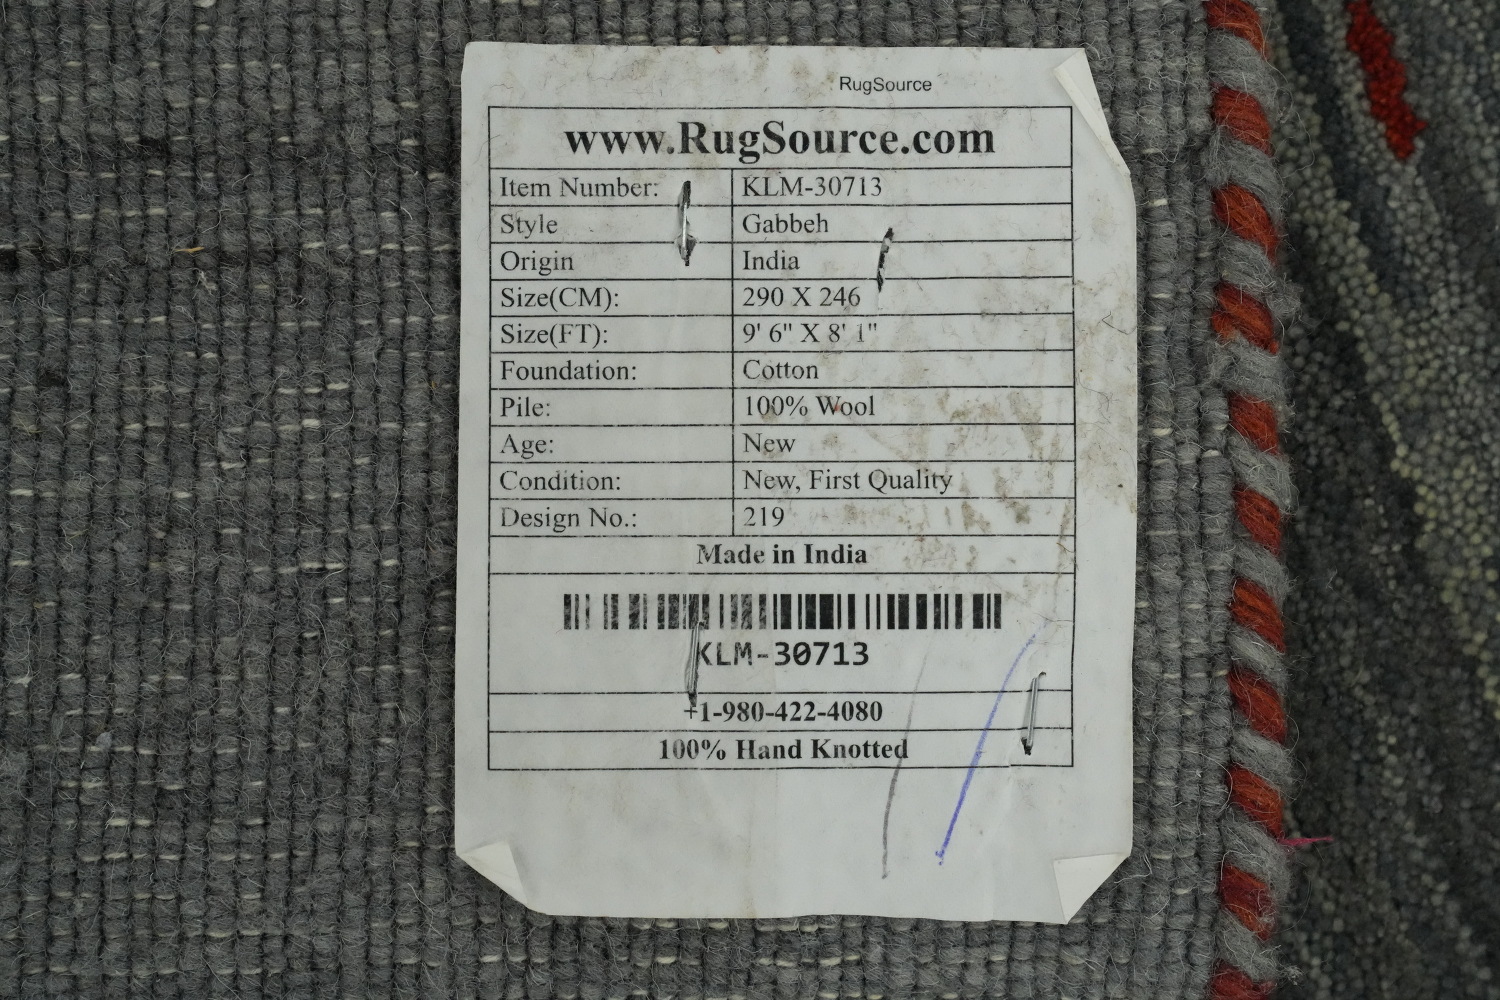 RugSource
www.RugSource.com
Item Number: KLM-30713
Style Gabbeh
Origin India
Size(CM): 290 X 246
Size(FT): 9' 6" X 8' 1"
Foundation: Cotton
Pile: 100% Wool
Age: New
Condition: New, First Quality
Design No.: 219
Made in India
KLM-30713
+1-980-422-4080
100% Hand Knotted